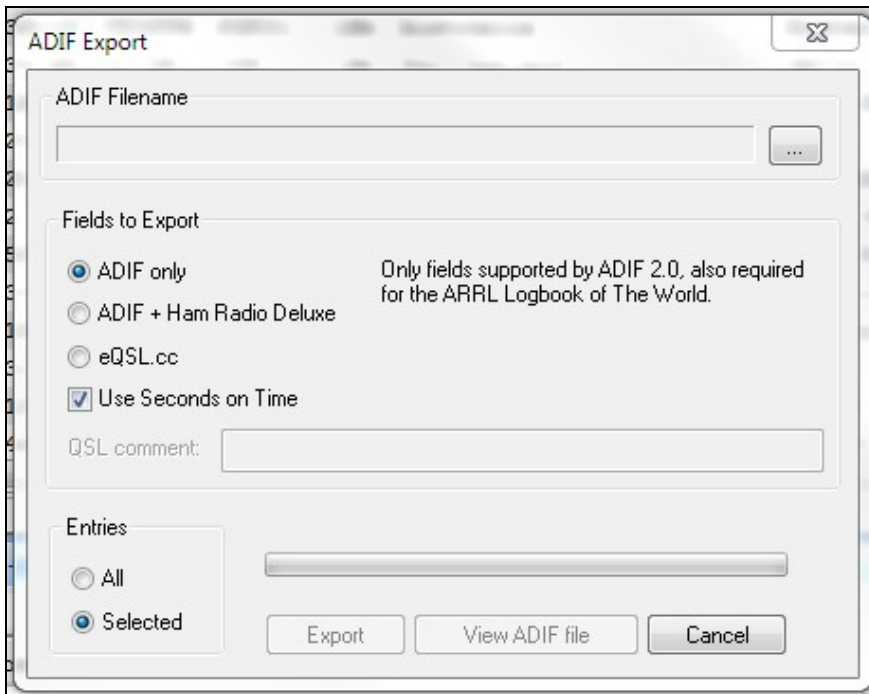 ADIF Export
ADIF Filename
...
Fields to Export
ADIF only
Only fields supported by ADIF 2.0, also required
for the ARRL Logbook of The World.
ADIF + Ham Radio Deluxe
eQSL.cc
Use Seconds on Time
QSL comment:
Entries
All
Selected
Export
View ADIF file
Cancel